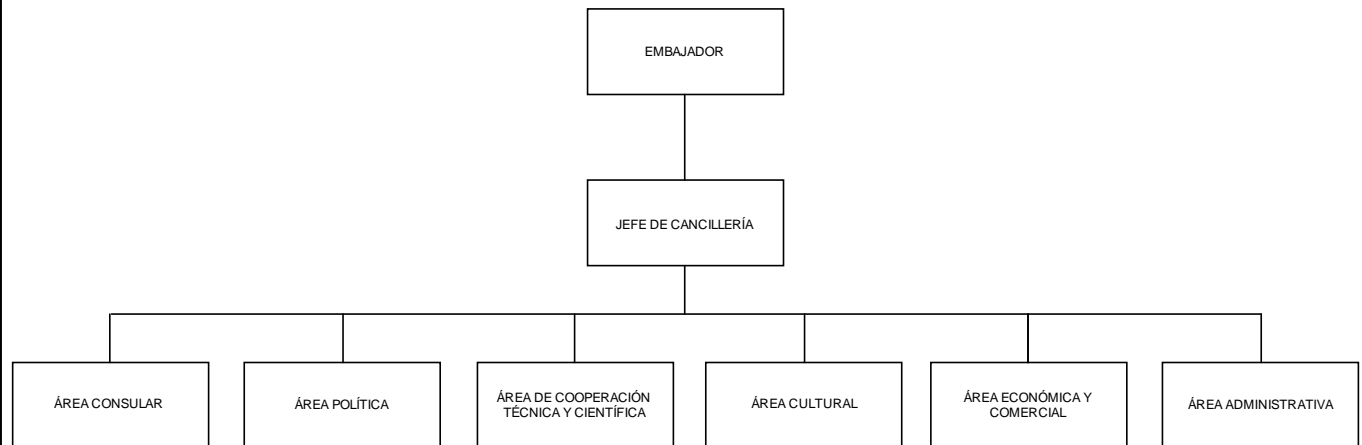 EMBAJADOR
JEFE DE CANCILLERÍA
ÁREA CONSULAR
ÁREA POLÍTICA
ÁREA DE COOPERACIÓN
TÉCNICA Y CIENTÍFICA
ÁREA CULTURAL
ÁREA ECONÓMICA Y
COMERCIAL
ÁREA ADMINISTRATIVA